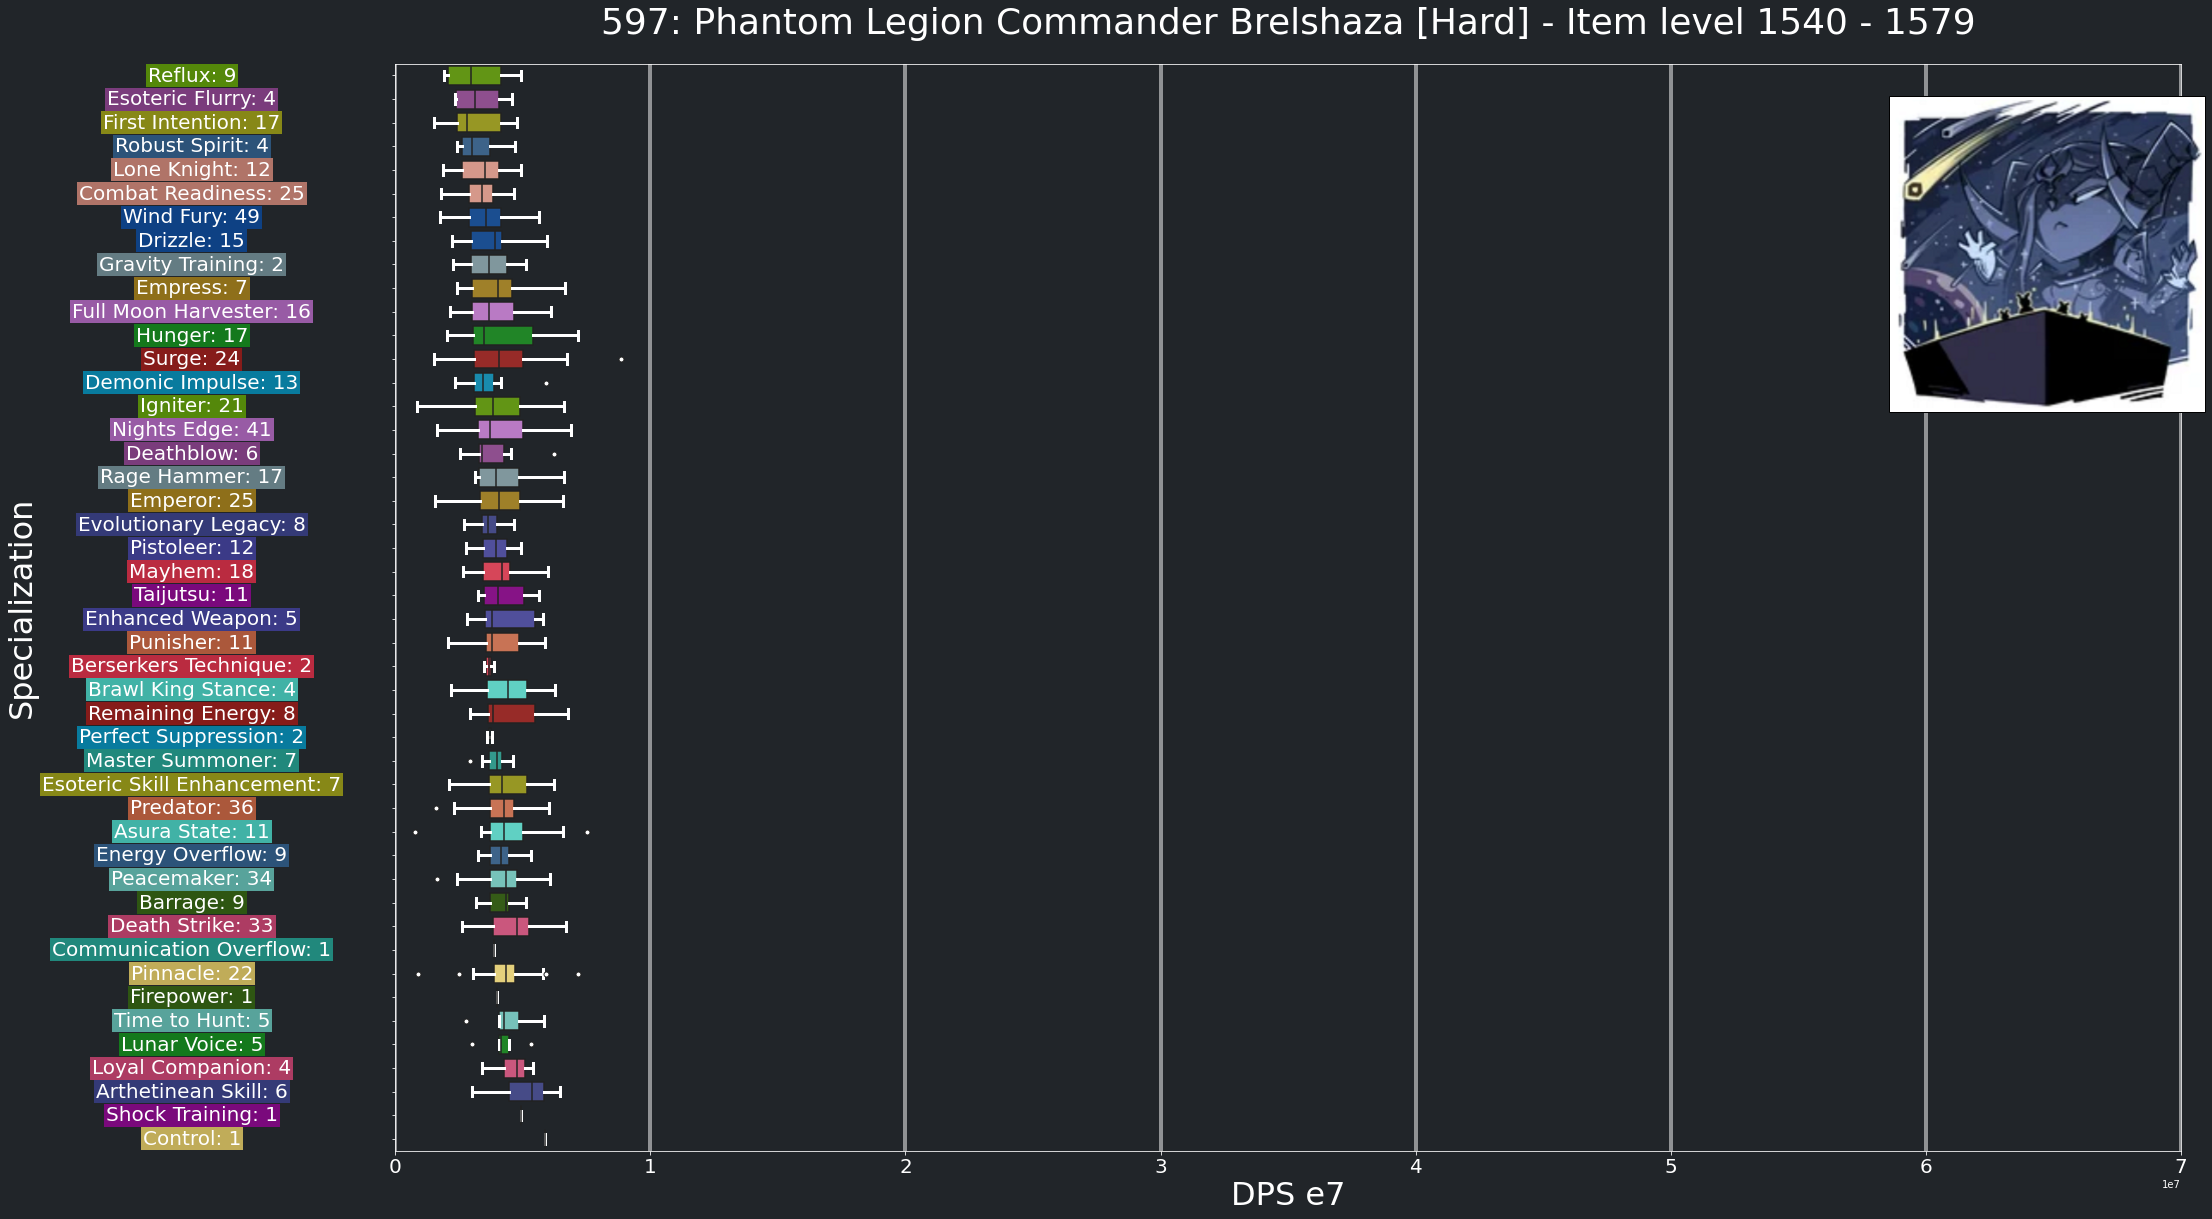 597: Phantom Legion Commander Brelshaza [Hard] - Item level 1540 - 1579
Specialization
Reflux: 9
Esoteric Flurry: 4
First Intention: 17
Robust Spirit: 4
Lone Knight: 12
Combat Readiness: 25
Wind Fury: 49
Drizzle: 15
Gravity Training: 2
Empress: 7
Full Moon Harvester: 16
Hunger: 17
Surge: 24
Demonic Impulse: 13
Igniter: 21
Nights Edge: 41
Deathblow: 6
Rage Hammer: 17
Emperor: 25
Evolutionary Legacy: 8
Pistoleer: 12
Mayhem: 18
Taijutsu: 11
Enhanced Weapon: 5
Punisher: 11
Berserkers Technique: 2
Brawl King Stance: 4
Remaining Energy: 8
Perfect Suppression: 2
Master Summoner: 7
Esoteric Skill Enhancement: 7
Predator: 36
Asura State: 11
Energy Overflow: 9
Peacemaker: 34
Barrage: 9
Death Strike: 33
Communication Overflow: 1
Pinnacle: 22
Firepower: 1
Time to Hunt: 5
Lunar Voice: 5
Loyal Companion: 4
Arthetinean Skill: 6
Shock Training: 1
Control: 1
0 1 2 3 4 5 6 7
1e7
DPS e7